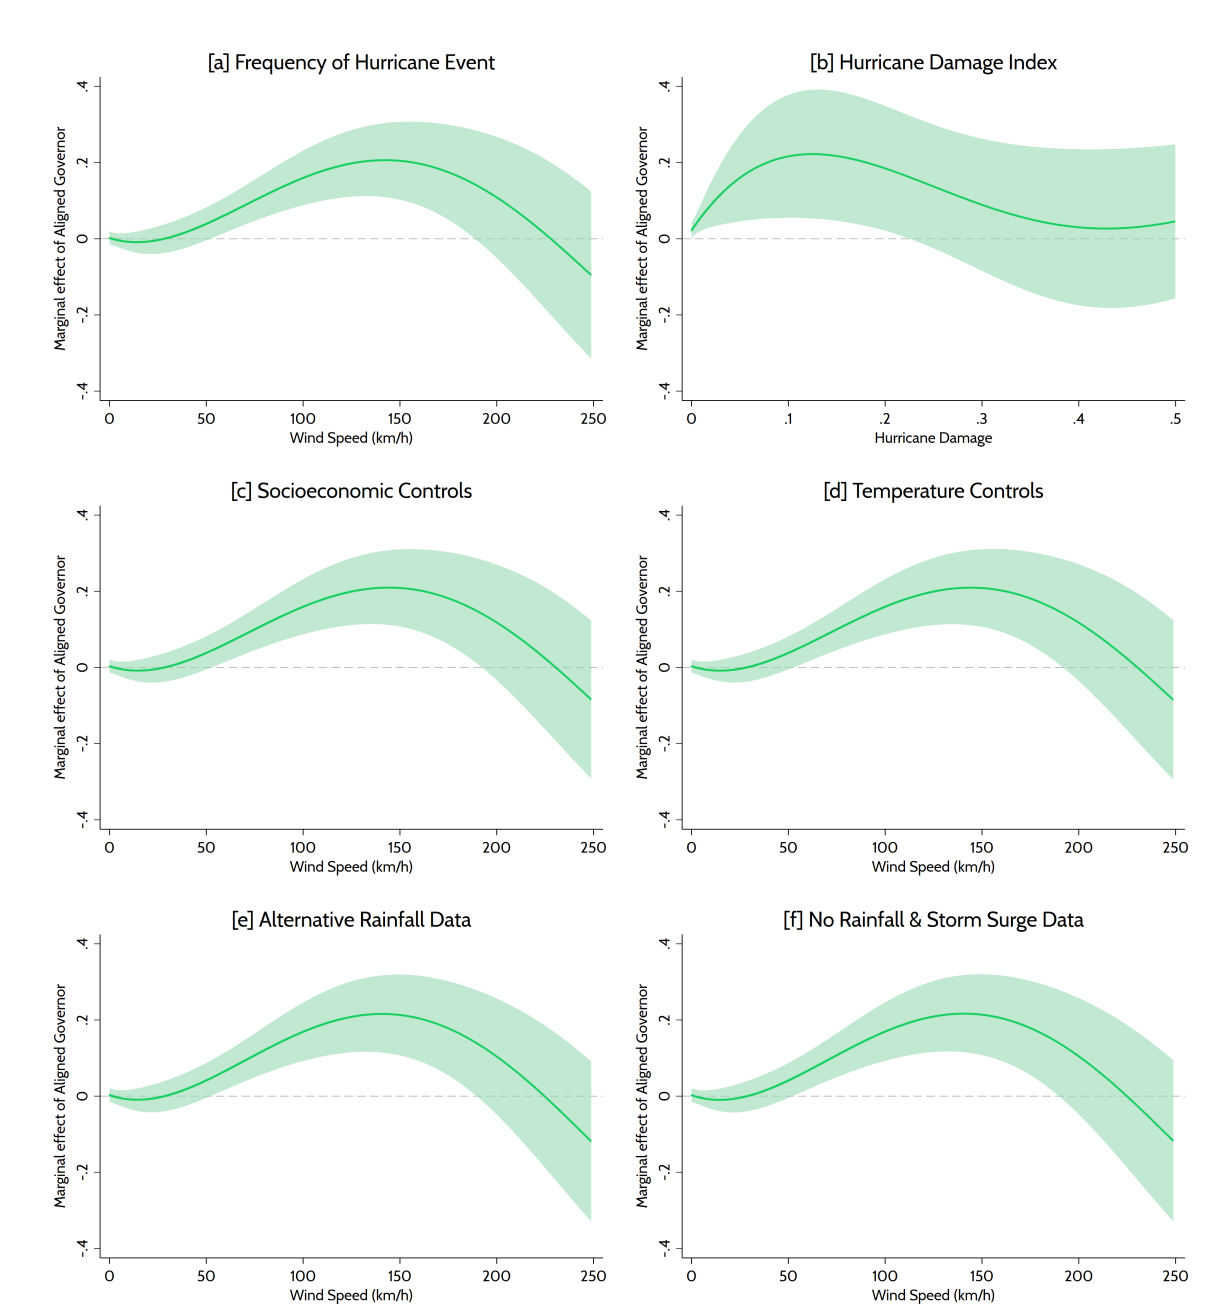 [a] Frequency of Hurricane Event
Marginal effect of Aligned Governor
.4
.2
0
-.2
-.4
0 50 100 150 200 250
Wind Speed (km/h)
[b] Hurricane Damage Index
Marginal effect of Aligned Governor
.4
.2
0
-.2
-.4
0 .1 .2 .3 .4 .5
Hurricane Damage
[c] Socioeconomic Controls
Marginal effect of Aligned Governor
.4
.2
0
-.2
-.4
0 50 100 150 200 250
Wind Speed (km/h)
[d] Temperature Controls
Marginal effect of Aligned Governor
.4
.2
0
-.2
-.4
0 50 100 150 200 250
Wind Speed (km/h)
[e] Alternative Rainfall Data
Marginal effect of Aligned Governor
.4
.2
0
-.2
-.4
0 50 100 150 200 250
Wind Speed (km/h)
[f] No Rainfall & Storm Surge Data
Marginal effect of Aligned Governor
.4
.2
0
-.2
-.4
0 50 100 150 200 250
Wind Speed (km/h)